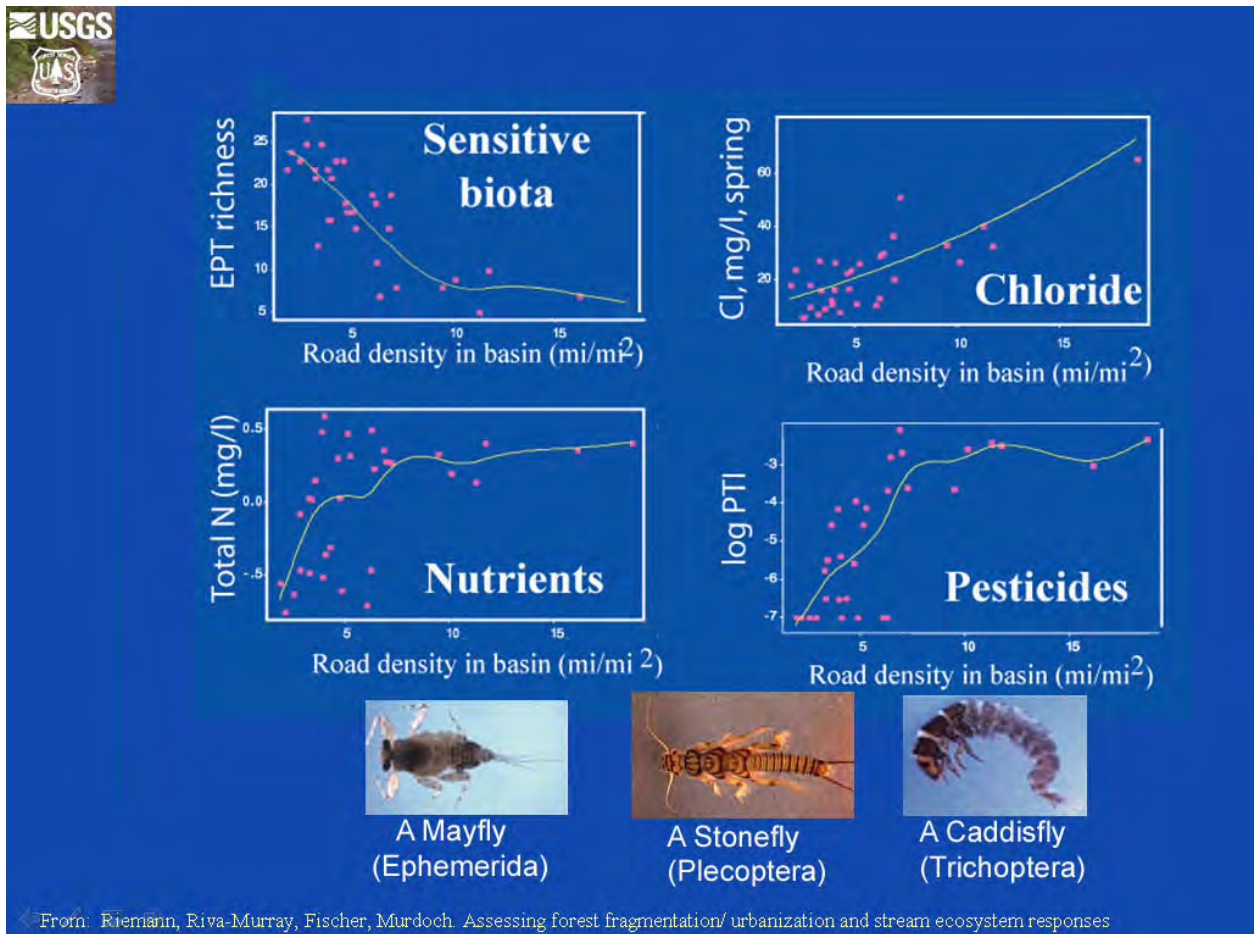 USGS
FOREST SERVICE
U S
Sensitive
biota
EPT richness
25
20
15
10
5
5 10 15
Road density in basin (mi/mi2)
Chloride
Cl, mg/l, spring
60
40
20
5 10 15
Road density in basin (mi/mi2)
Nutrients
Total N (mg/l)
0.5
0.0
-.5
5 10 15
Road density in basin (mi/mi 2)
Pesticides
log PTI
-3
-4
-5
-6
-7
5 10 15
Road density in basin (mi/mi2)
A Mayfly
(Ephemerida)
A Stonefly
(Plecoptera)
A Caddisfly
(Trichoptera)
From: Riemann, Riva-Murray, Fischer, Murdoch. Assessing forest fragmentation/ urbanization and stream ecosystem responses